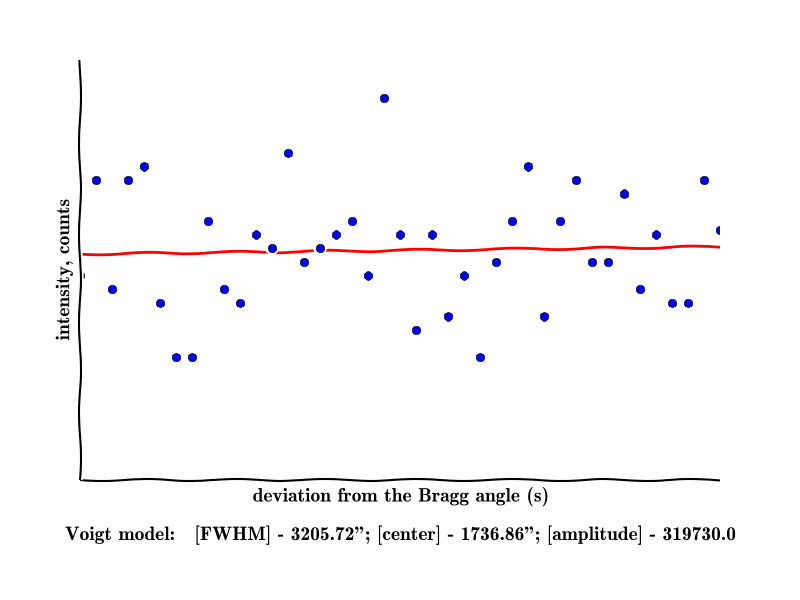 intensity, counts
deviation from the Bragg angle (s)
Voigt model: [FWHM] - 3205.72”; [center] - 1736.86”; [amplitude] - 319730.0